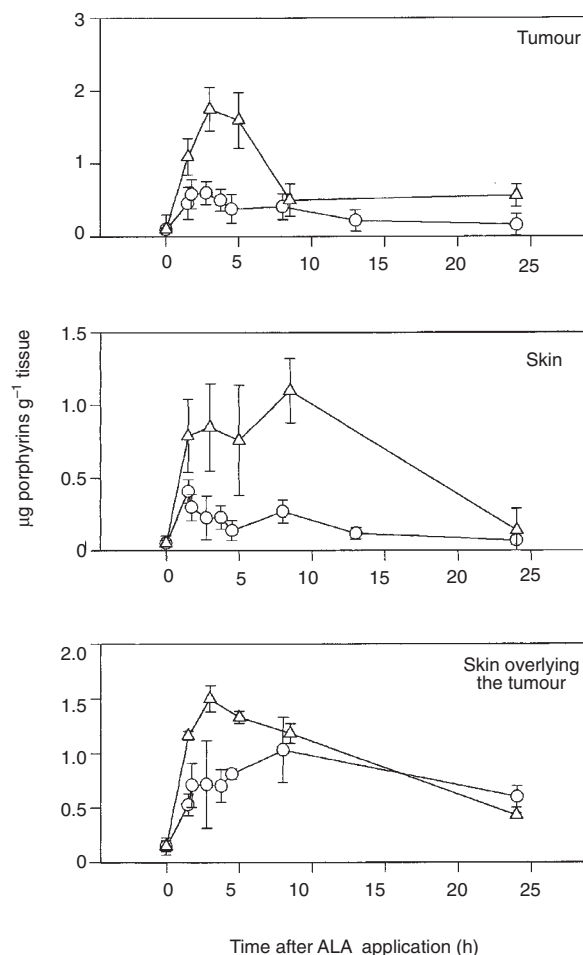 3
Tumour
2
1
0
0 5 10 15 20 25
1.5
Skin
1.0
0.5
0
0 5 10 15 20 25
µg porphyrins g⁻¹ tissue
2.0
Skin overlying
the tumour
1.5
1.0
0.5
0
0 5 10 15 20 25
Time after ALA application (h)